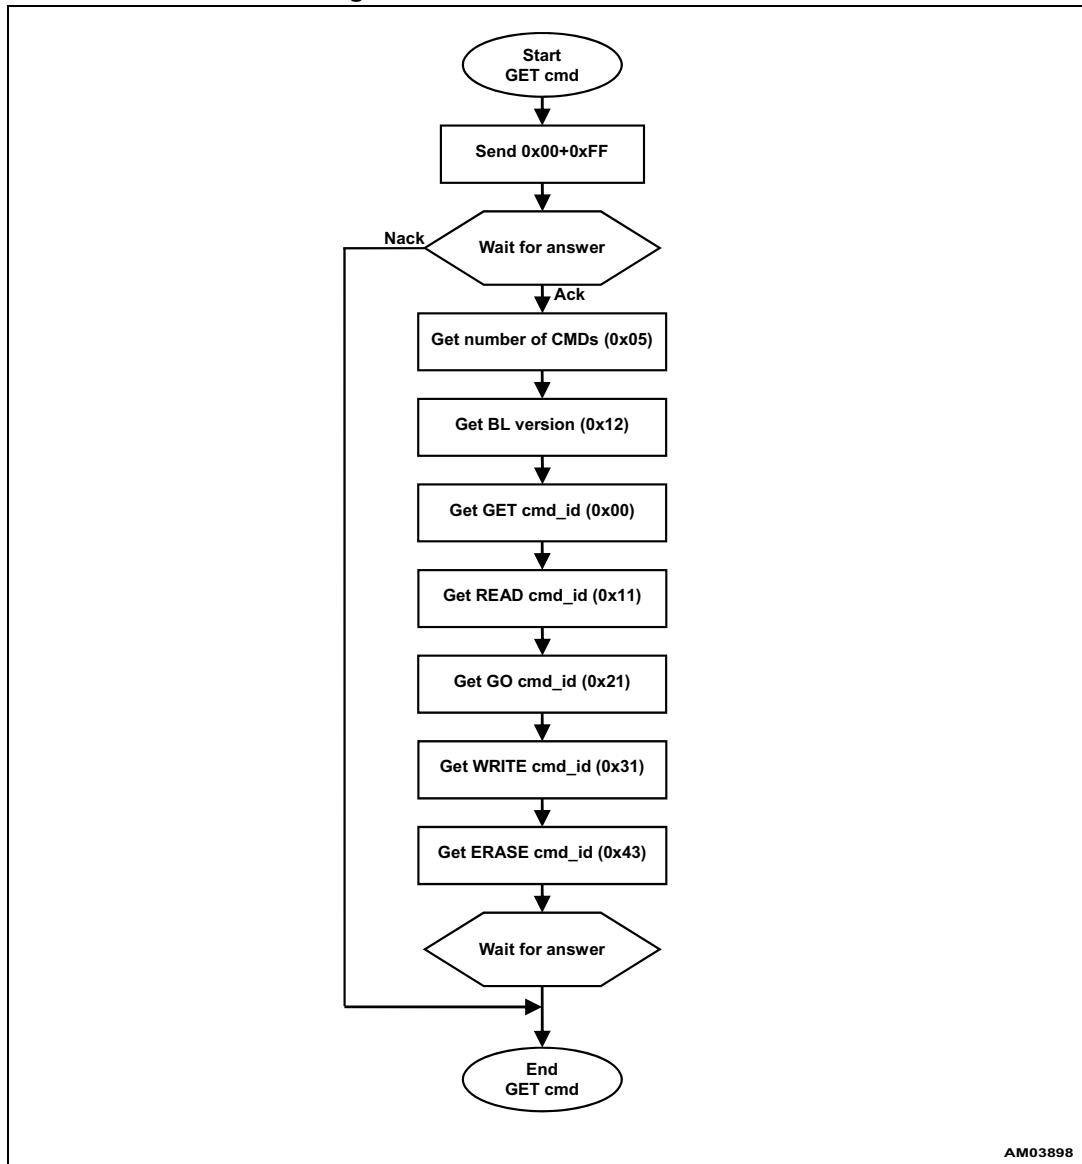 Start
GET cmd
Send 0x00+0xFF
Nack
Wait for answer
Ack
Get number of CMDs (0x05)
Get BL version (0x12)
Get GET cmd_id (0x00)
Get READ cmd_id (0x11)
Get GO cmd_id (0x21)
Get WRITE cmd_id (0x31)
Get ERASE cmd_id (0x43)
Wait for answer
End
GET cmd
AM03898